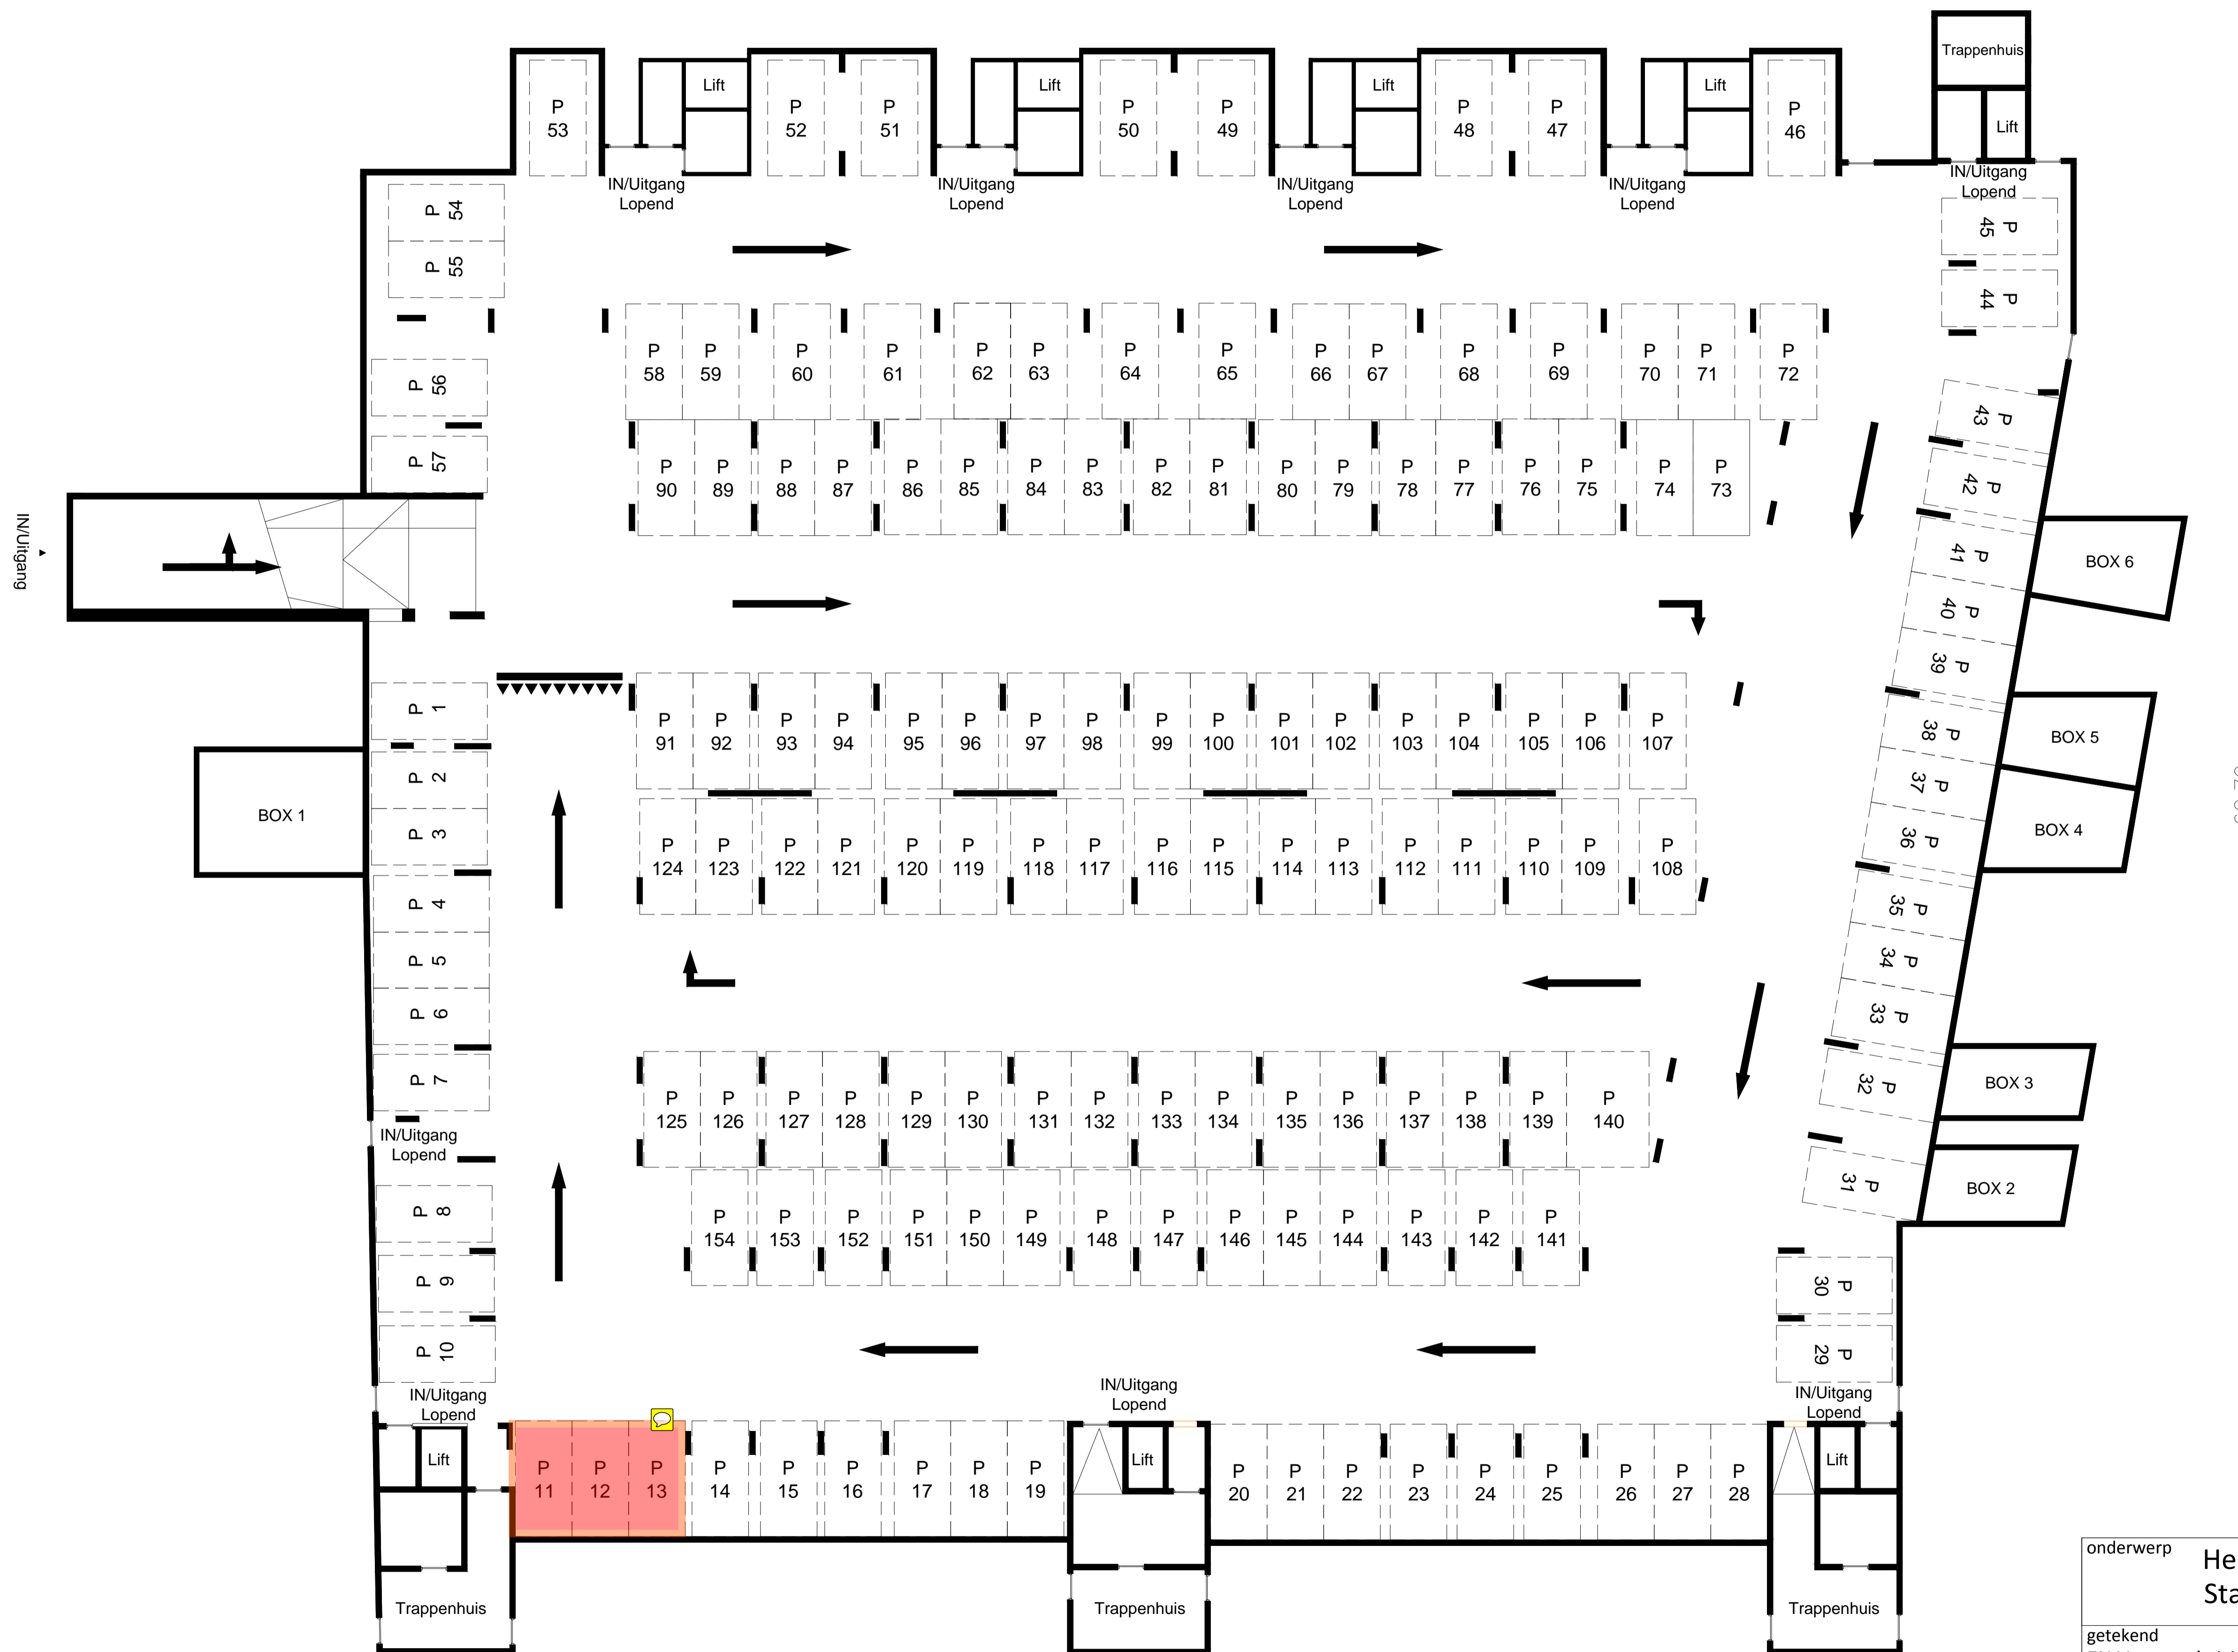 Trappenhuis
Lift
Lift
Lift
Lift
Lift
P
53
P
52
P
51
P
50
P
49
P
48
P
47
P
46
IN/Uitgang
Lopend
IN/Uitgang
Lopend
IN/Uitgang
Lopend
IN/Uitgang
Lopend
IN/Uitgang
Lopend
P 54
P 55
P 45
P 44
P 56
P 57
P
58
P
59
P
60
P
61
P
62
P
63
P
64
P
65
P
66
P
67
P
68
P
69
P
70
P
71
P
72
P 43
P
90
P
89
P
88
P
87
P
86
P
85
P
84
P
83
P
82
P
81
P
80
P
79
P
78
P
77
P
76
P
75
P
74
P
73
P 42
P 41
P 40
P 39
BOX 6
IN/Uitgang
P 1
P 2
P 3
BOX 1
P
91
P
92
P
93
P
94
P
95
P
96
P
97
P
98
P
99
P
100
P
101
P
102
P
103
P
104
P
105
P
106
P
107
P 38
P 37
P 36
BOX 5
BOX 4
P
124
P
123
P
122
P
121
P
120
P
119
P
118
P
117
P
116
P
115
P
114
P
113
P
112
P
111
P
110
P
109
P
108
P 4
P 5
P 6
P 7
P 35
P 34
P 33
P 32
P 31
BOX 3
BOX 2
IN/Uitgang
Lopend
P
125
P
126
P
127
P
128
P
129
P
130
P
131
P
132
P
133
P
134
P
135
P
136
P
137
P
138
P
139
P
140
P
154
P
153
P
152
P
151
P
150
P
149
P
148
P
147
P
146
P
145
P
144
P
143
P
142
P
141
P 8
P 9
P 10
P 30
P 29
IN/Uitgang
Lopend
IN/Uitgang
Lopend
IN/Uitgang
Lopend
Lift
P
11
P
12
P
13
P
14
P
15
P
16
P
17
P
18
P
19
Lift
P
20
P
21
P
22
P
23
P
24
P
25
P
26
P
27
P
28
Lift
Trappenhuis
Trappenhuis
Trappenhuis
onderwerp
He
Sta
getekend